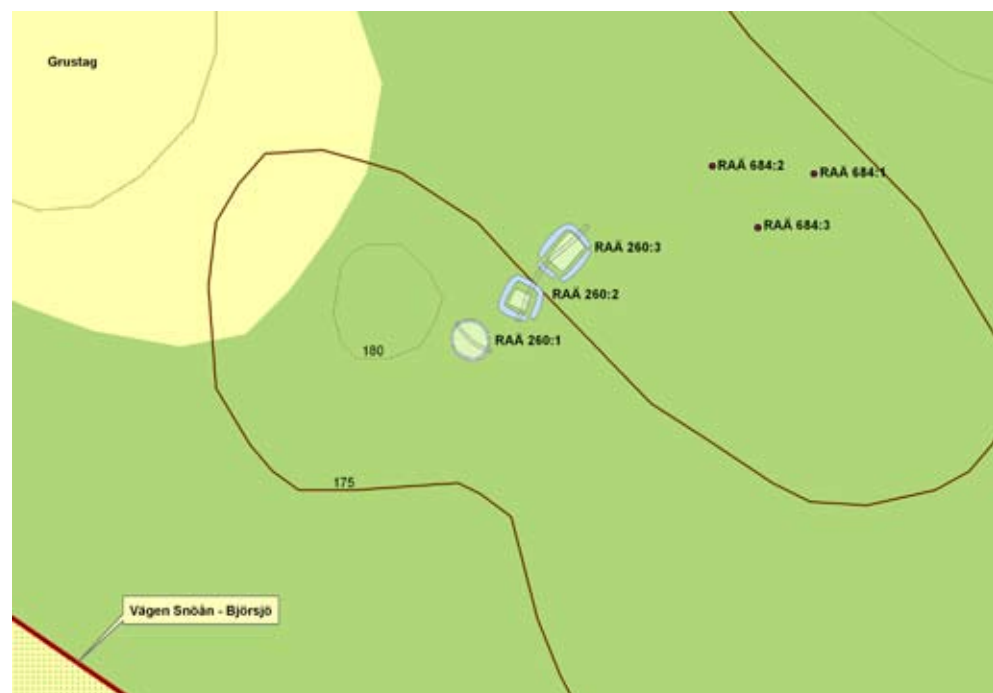 Grustag
RAÄ 684:2
RAÄ 684:1
RAÄ 684:3
RAÄ 260:3
RAÄ 260:2
RAÄ 260:1
180
175
Vägen Snöån - Björsjö